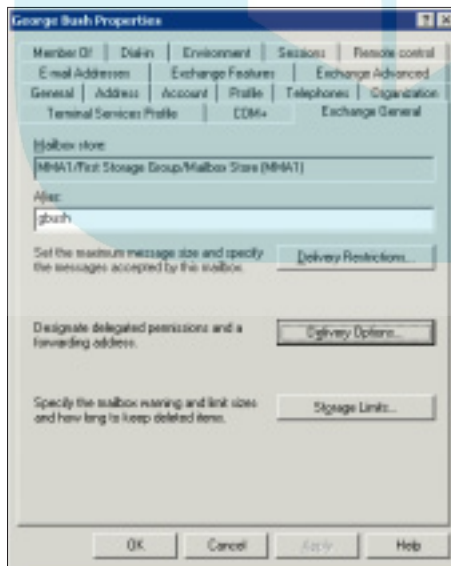 George Bush Properties
Member Of Dial-in Environment Sessions Remote control
E-mail Addresses Exchange Features Exchange Advanced
General Address Account Profile Telephones Organization
Terminal Services Profile COM+ Exchange General
Mailbox store:
MMA1/First Storage Group/Mailbox Store (MMA1)
Alias:
gbush
Set the maximum message size and specify
the messages accepted by this mailbox.
Delivery Restrictions...
Designate delegated permissions and a
forwarding address.
Delivery Options...
Specify the mailbox warning and limit sizes
and how long to keep deleted items.
Storage Limits...
OK Cancel Apply Help